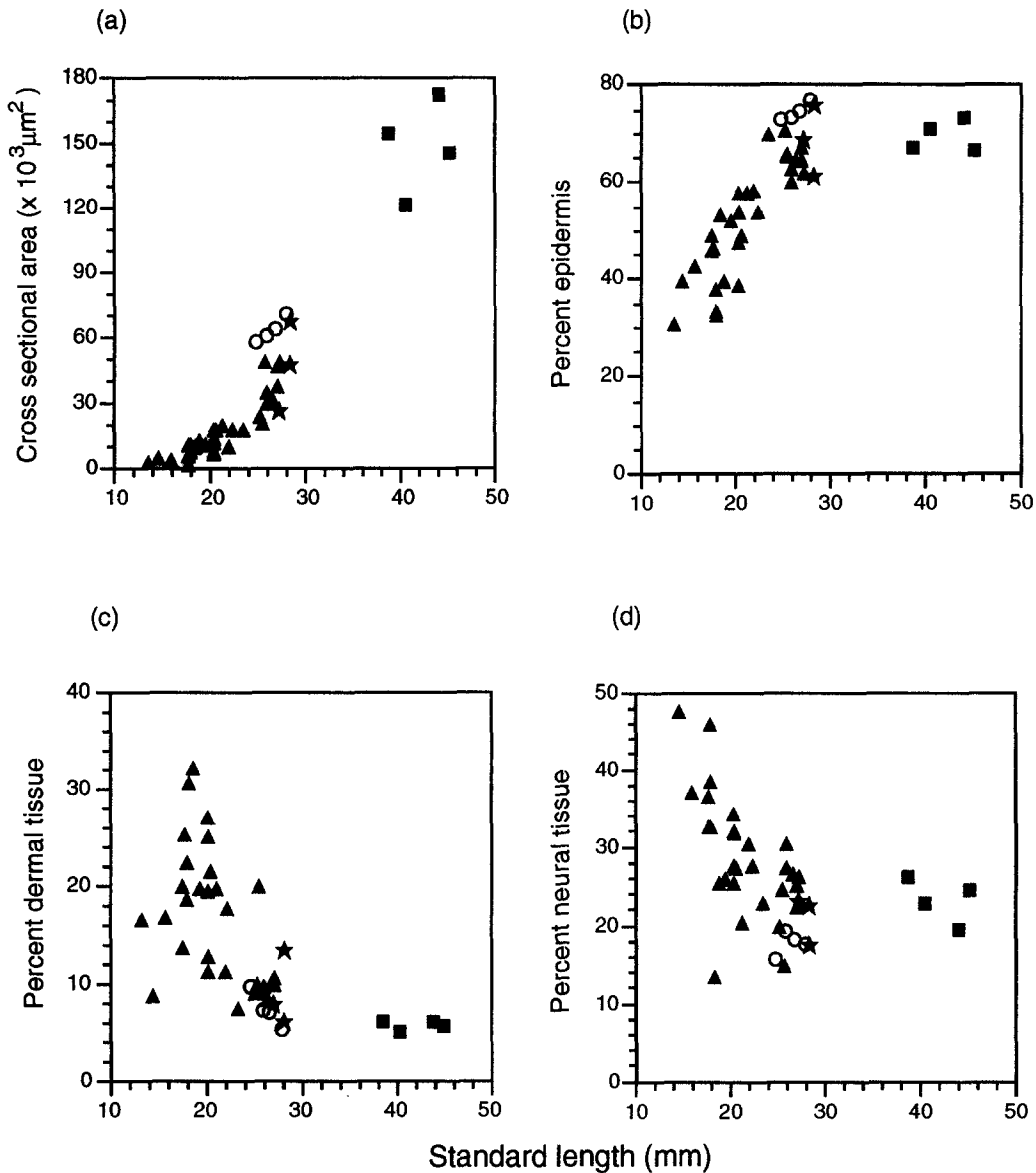 (a)
Cross sectional area (x 10³μm²)
180
150
120
90
60
30
0
10 20 30 40 50
(b)
Percent epidermis
80
60
40
20
0
10 20 30 40 50
(c)
Percent dermal tissue
40
30
20
10
0
10 20 30 40 50
(d)
Percent neural tissue
50
40
30
20
10
0
10 20 30 40 50
Standard length (mm)